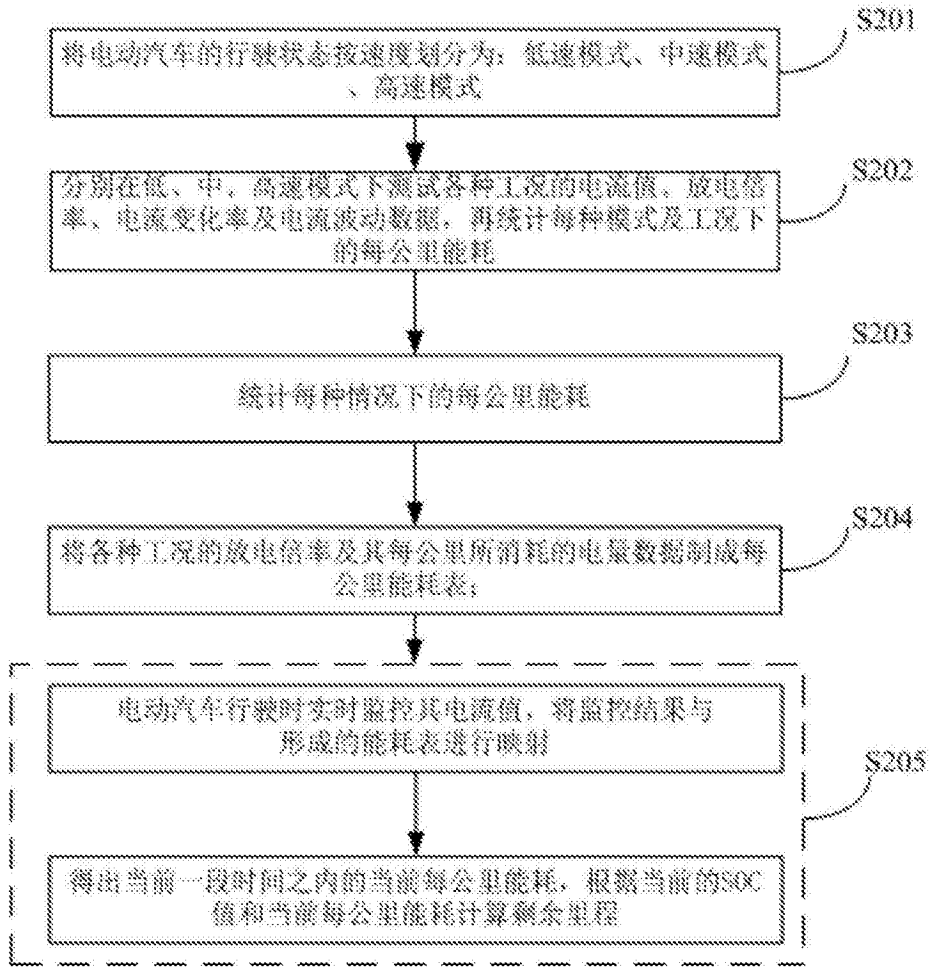 S201
将电动汽车的行驶状态按速度划分为：低速模式、中速模式
、高速模式
S202
分别在低、中、高速模式下测试各种工况的电流值、放电倍
率、电流变化率及电流波动数据，再统计每种模式及工况下
的每公里能耗
S203
统计每种情况下的每公里能耗
S204
将各种工况的放电倍率及其每公里所消耗的电量数据制成每
公里能耗表；
电动汽车行驶时实时监控其电流值，将监控结果与
形成的能耗表进行映射
S205
得出当前一段时间之内的当前每公里能耗，根据当前的SOC
值和当前每公里能耗计算剩余里程